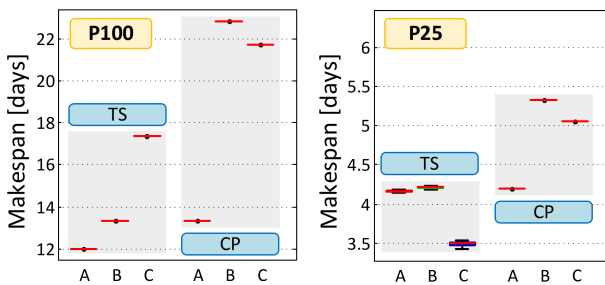 P100
Makespan [days]
22
20
18
16
14
12
TS
CP
A B C A B C
P25
Makespan [days]
6
5.5
5
4.5
4
3.5
TS
CP
A B C A B C